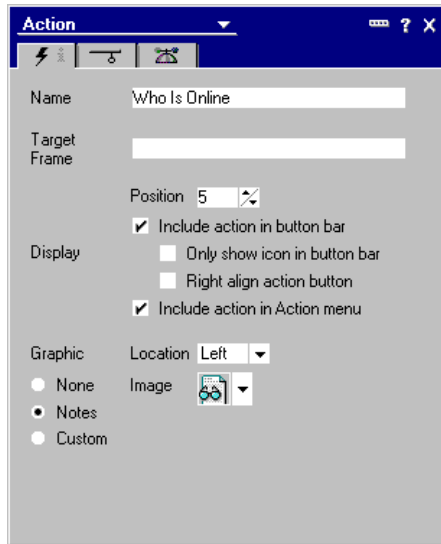 Action ?
Name Who Is Online
Target
Frame
Position 5
Include action in button bar
Display
Only show icon in button bar
Right align action button
Include action in Action menu
Graphic Location Left
None Image
Notes
Custom